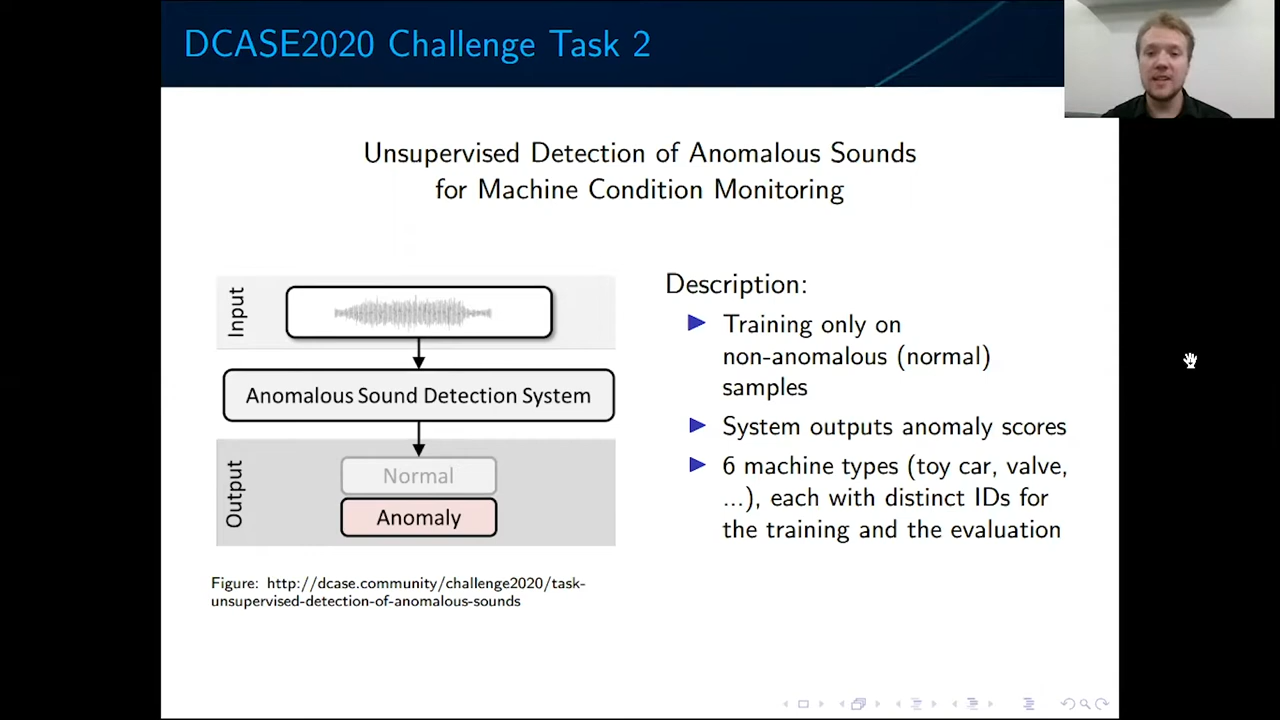 DCASE2020 Challenge Task 2
Unsupervised Detection of Anomalous Sounds
for Machine Condition Monitoring
Input
Anomalous Sound Detection System
Output
Normal
Anomaly
Figure: http://dcase.community/challenge2020/task-
unsupervised-detection-of-anomalous-sounds
Description:
Training only on
non-anomalous (normal)
samples
System outputs anomaly scores
6 machine types (toy car, valve,
...), each with distinct IDs for
the training and the evaluation